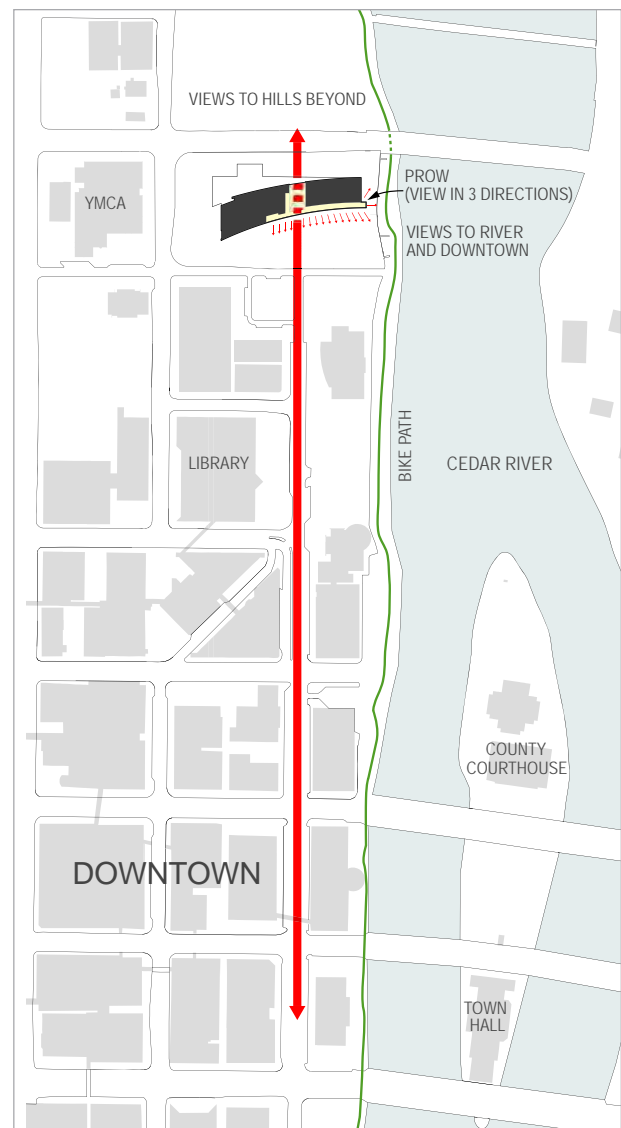 VIEWS TO HILLS BEYOND
PROW
(VIEW IN 3 DIRECTIONS)
YMCA
VIEWS TO RIVER
AND DOWNTOWN
BIKE PATH
LIBRARY
CEDAR RIVER
COUNTY
COURTHOUSE
DOWNTOWN
TOWN
HALL